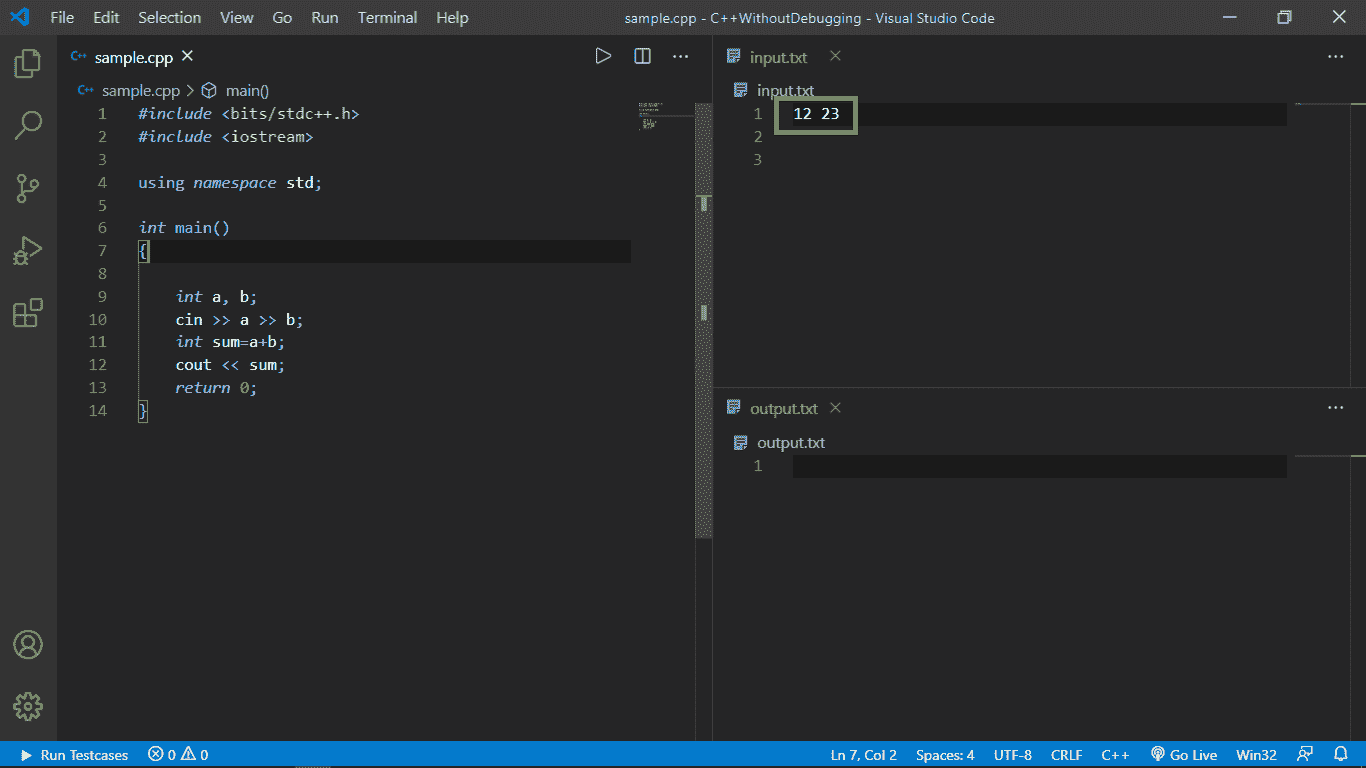 File Edit Selection View Go Run Terminal Help sample.cpp - C++WithoutDebugging - Visual Studio Code
C++ sample.cpp
C++ sample.cpp > main()
1 #include <bits/stdc++.h>
2 #include <iostream>
3
4 using namespace std;
5
6 int main()
7 {
8
9 int a, b;
10 cin >> a >> b;
11 int sum=a+b;
12 cout << sum;
13 return 0;
14 }
input.txt
input.txt
1 12 23
2
3
output.txt
output.txt
1
Run Testcases 0 0 Ln 7, Col 2 Spaces: 4 UTF-8 CRLF C++ Go Live Win32